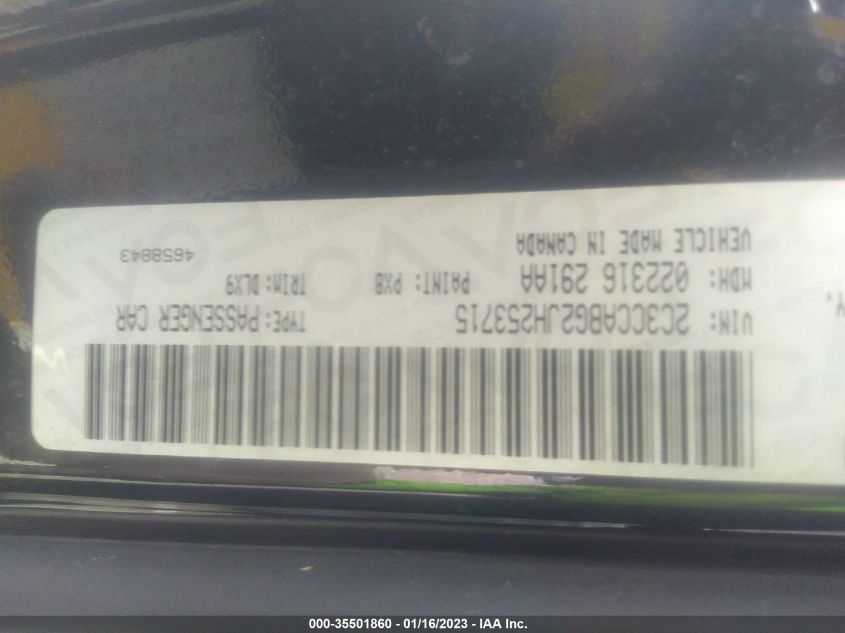 VIN: 2C3CCABG2JH253715 TYPE: PASSENGER CAR
MDH: 022316 291AA PAINT: PX8 TRIM: DLX9
VEHICLE MADE IN CANADA 4658843
000-35501860 - 01/16/2023 - IAA Inc.